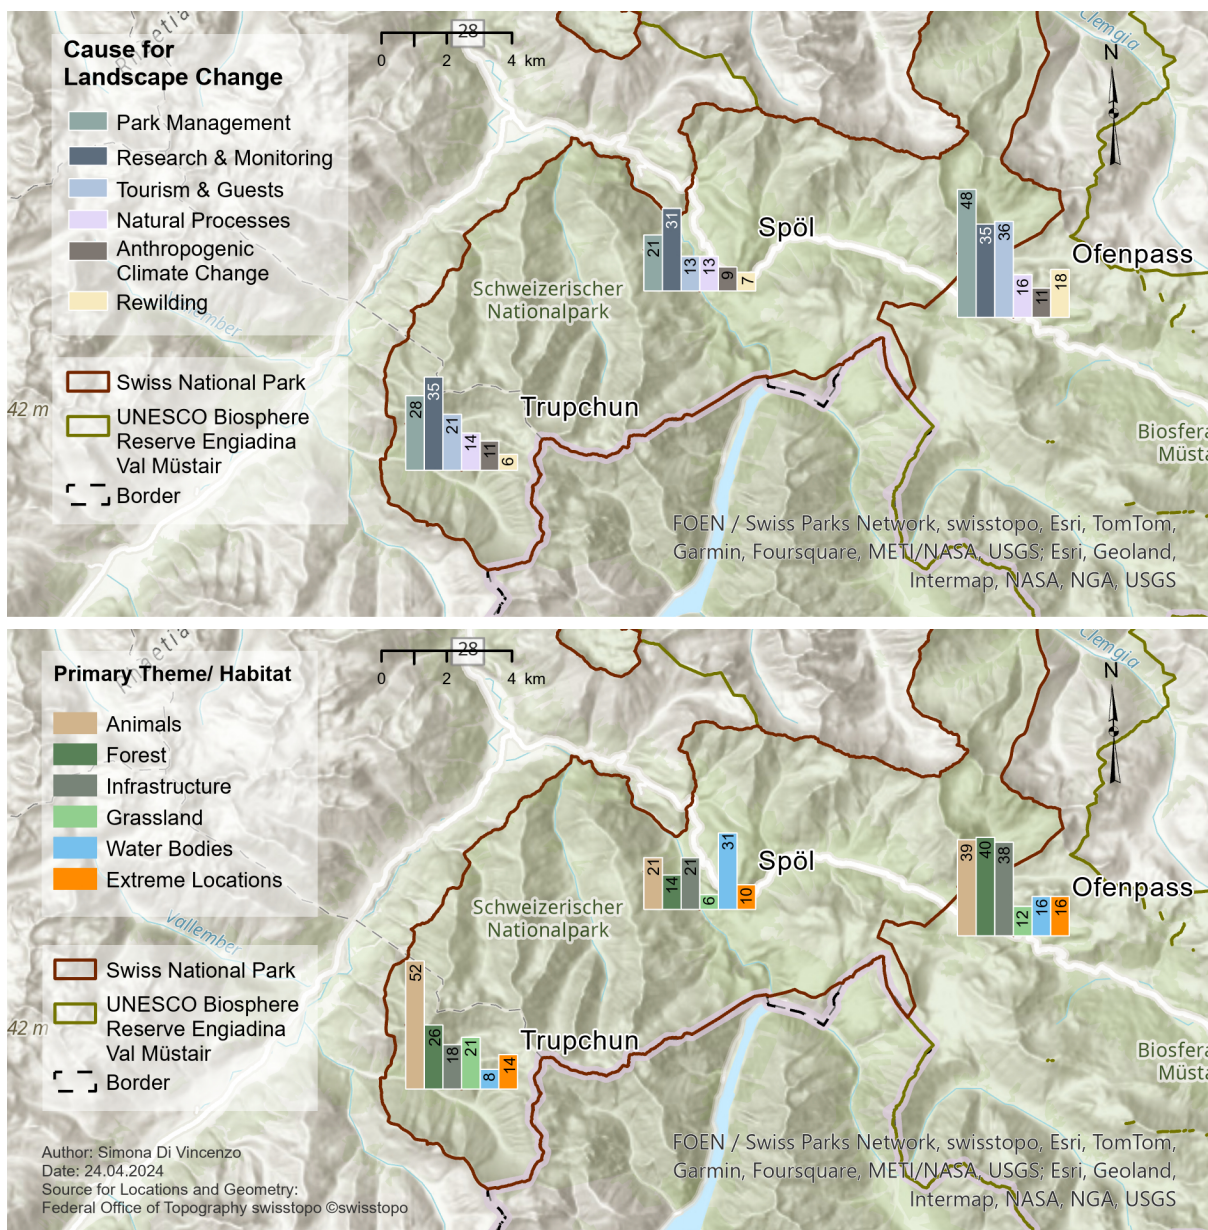 Cause for
Landscape Change
Park Management
Research & Monitoring
Tourism & Guests
Natural Processes
Anthropogenic
Climate Change
Rewilding
Swiss National Park
UNESCO Biosphere
Reserve Engiadina
Val Müstair
Border
28
0 2 4 km
Clemgia
N
Spöl
Ofenpass
Trupchun
Schweizerischer
Nationalpark
42 m
Biosfera
Müsta
21 31 13 13 9 7
48 35 36 16 11 18
28 35 21 14 11 6
FOEN / Swiss Parks Network, swisstopo, Esri, TomTom,
Garmin, Foursquare, METI/NASA, USGS; Esri, Geoland,
Intermap, NASA, NGA, USGS
Primary Theme/ Habitat
Animals
Forest
Infrastructure
Grassland
Water Bodies
Extreme Locations
Swiss National Park
UNESCO Biosphere
Reserve Engiadina
Val Müstair
Border
28
0 2 4 km
Clemgia
N
Spöl
Ofenpass
Trupchun
Schweizerischer
Nationalpark
Vallember
42 m
Biosfera
Müsta
21 14 21 6 31 10
39 40 38 12 16 16
52 26 18 21 8 14
Author: Simona Di Vincenzo
Date: 24.04.2024
Source for Locations and Geometry:
Federal Office of Topography swisstopo ©swisstopo
FOEN / Swiss Parks Network, swisstopo, Esri, TomTom,
Garmin, Foursquare, METI/NASA, USGS; Esri, Geoland,
Intermap, NASA, NGA, USGS